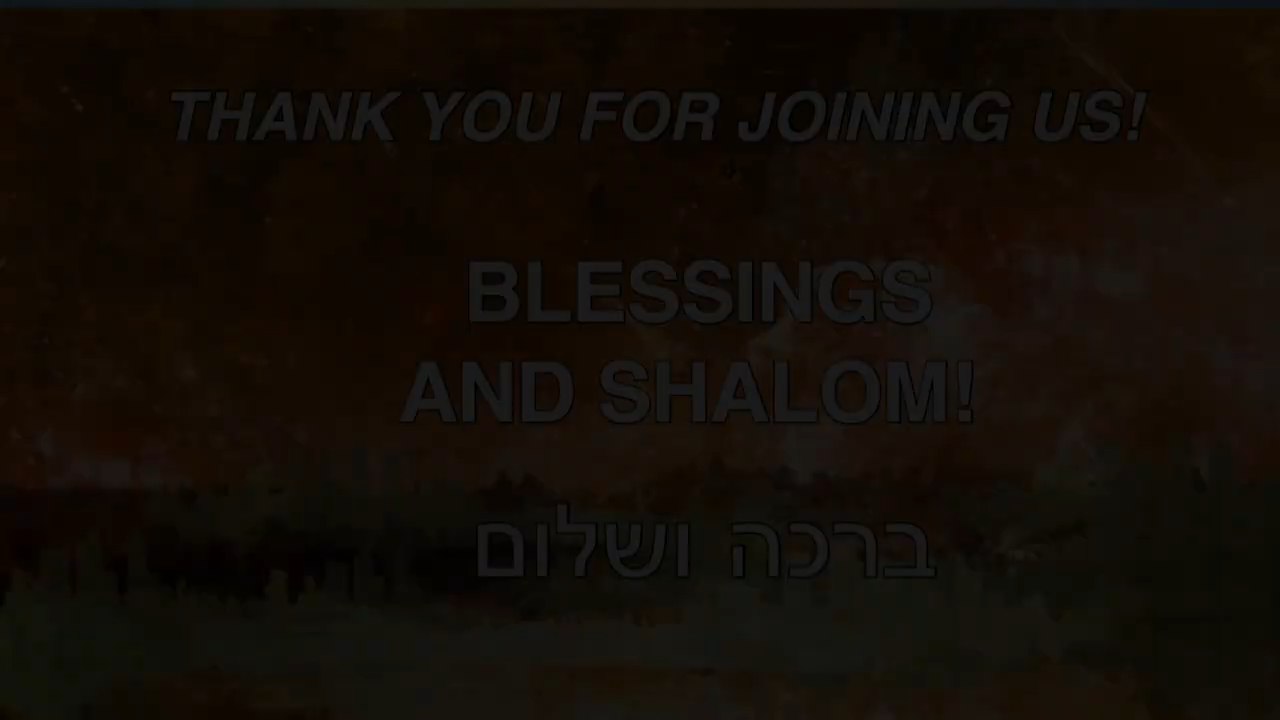 THANK YOU FOR JOINING US!
BLESSINGS
AND SHALOM!
ברכה ושלום